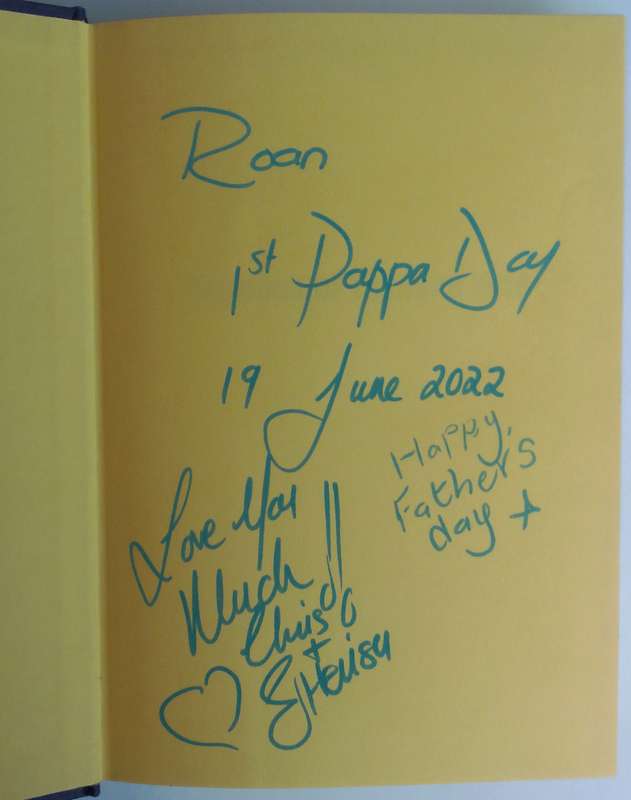 Roan
1st Pappa Day
19 June 2022
Happy
Father's
day +
Love You
Much !!
Chris
+